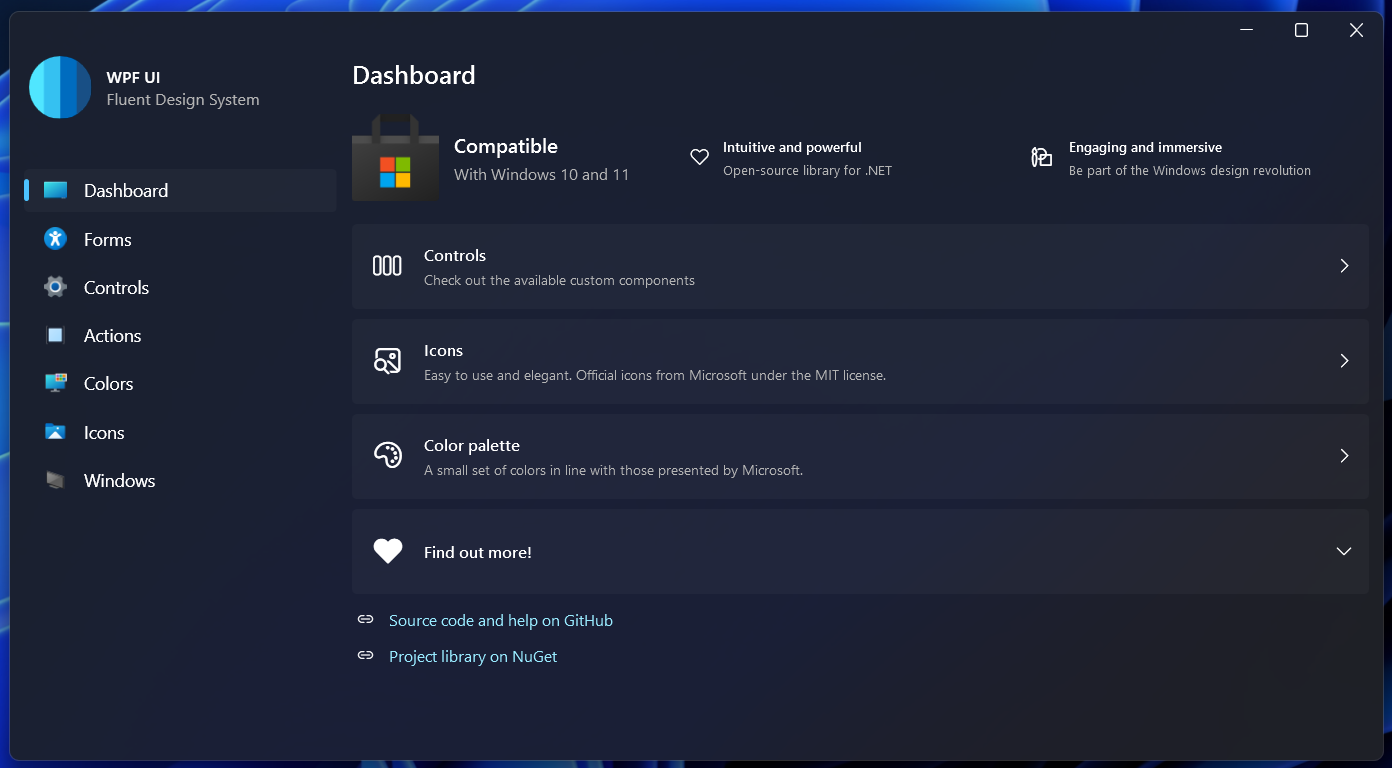 WPF UI
Fluent Design System
Dashboard
Forms
Controls
Actions
Colors
Icons
Windows
Dashboard
Compatible
With Windows 10 and 11
Intuitive and powerful
Open-source library for .NET
Engaging and immersive
Be part of the Windows design revolution
Controls
Check out the available custom components
Icons
Easy to use and elegant. Official icons from Microsoft under the MIT license.
Color palette
A small set of colors in line with those presented by Microsoft.
Find out more!
Source code and help on GitHub
Project library on NuGet